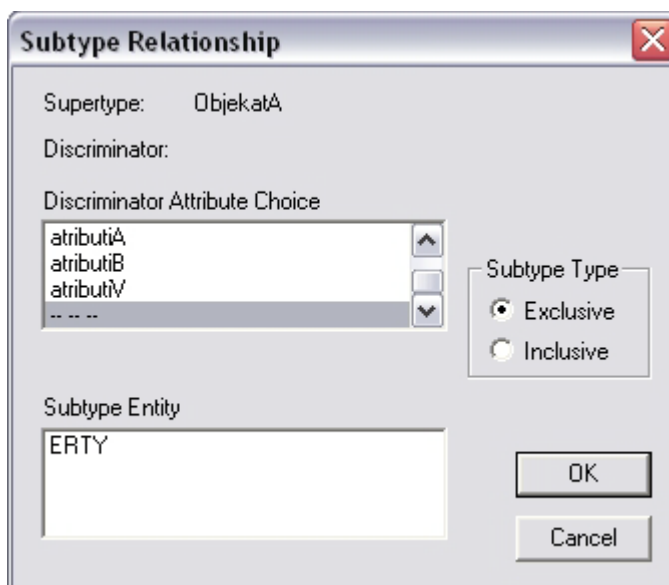 Subtype Relationship
Supertype: ObjekatA
Discriminator:
Discriminator Attribute Choice
atributiA
atributiB
atributiV
-- -- --
Subtype Type
Exclusive
Inclusive
Subtype Entity
ERTY
OK
Cancel